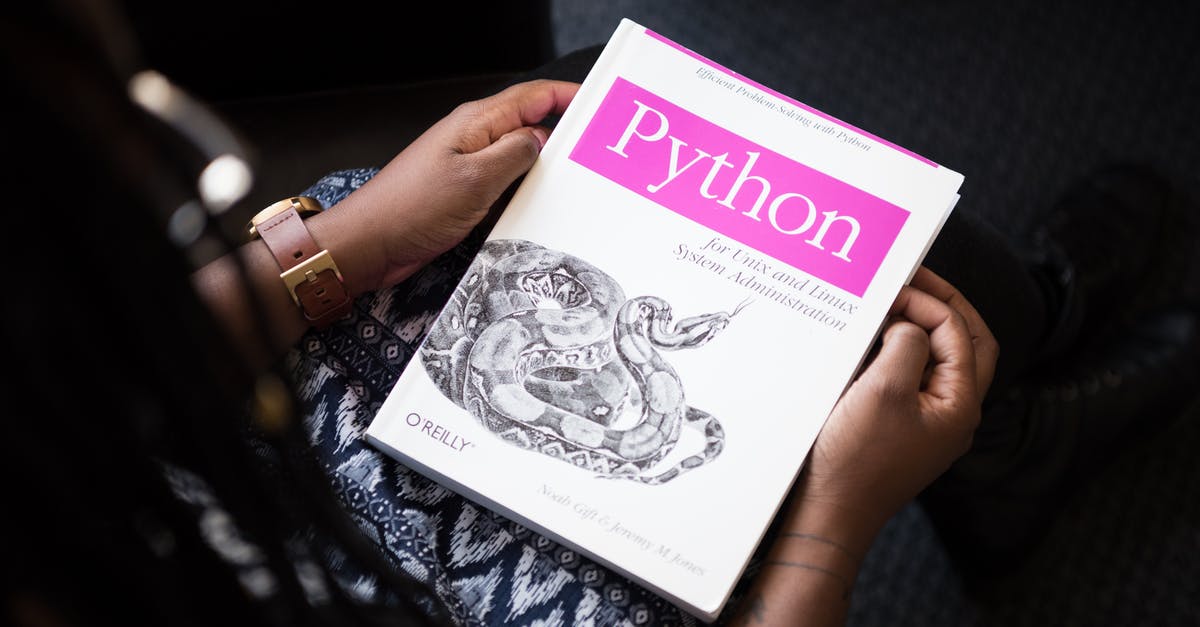 Efficient Problem-Solving with Python
Python
for Unix and Linux
System Administration
O'REILLY®
Noah Gift & Jeremy M. Jones